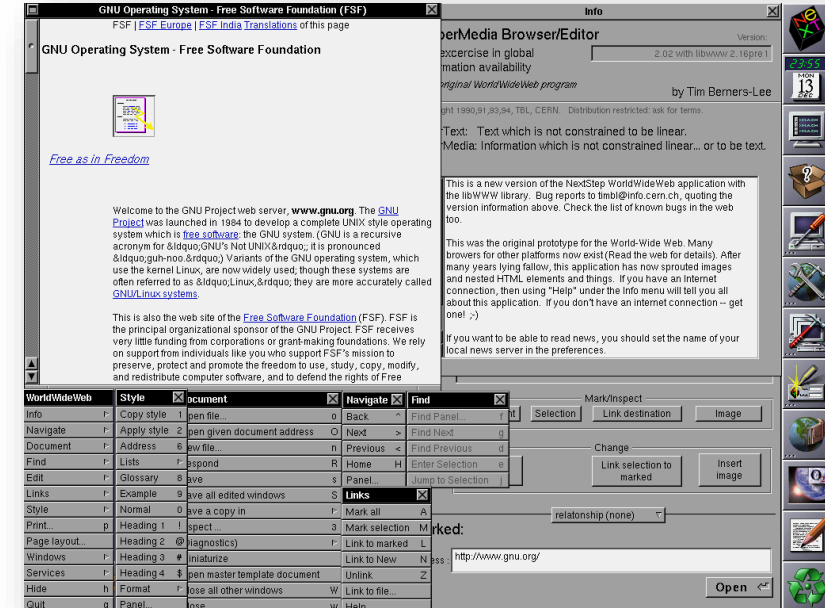 GNU Operating System - Free Software Foundation (FSF)
FSF | FSF Europe | FSF India Translations of this page
GNU Operating System - Free Software Foundation
Free as in Freedom
Welcome to the GNU Project web server, www.gnu.org. The GNU
Project was launched in 1984 to develop a complete UNIX style operating
system which is free software: the GNU system. (GNU is a recursive
acronym for &ldquo;GNU's Not UNIX&rdquo;; it is pronounced
&ldquo;guh-noo.&rdquo;) Variants of the GNU operating system, which
use the kernel Linux, are now widely used; though these systems are
often referred to as &ldquo;Linux,&rdquo; they are more accurately called
GNU/Linux systems.
This is also the web site of the Free Software Foundation (FSF). FSF is
the principal organizational sponsor of the GNU Project. FSF receives
very little funding from corporations or grant-making foundations. We rely
on support from individuals like you who support FSF's mission to
preserve, protect and promote the freedom to use, study, copy, modify,
and redistribute computer software, and to defend the rights of Free
Info
perMedia Browser/Editor
Version:
excercise in global
2.02 with libwww 2.16pre1
mation availability
original WorldWideWeb program
by Tim Berners-Lee
ght 1990,91,93,94, TBL, CERN. Distribution restricted: ask for terms.
rText: Text which is not constrained to be linear.
rMedia: Information which is not constrained linear... or to be text.
This is a new version of the NextStep WorldWideWeb application with
the libWWW library. Bug reports to timbl@info.cern.ch, quoting the
version information above. Check the list of known bugs in the web
too.
This was the original prototype for the World-Wide Web. Many
browers for other platforms now exist (Read the web for details). After
many years lying fallow, this application has now sprouted images
and nested HTML elements and things. If you have an Internet
connection, then using "Help" under the Info menu will tell you all
about this application. If you don't have an internet connection -- get
one! ;-)
If you want to be able to read news, you should set the name of your
local news server in the preferences.
NeXT
23:55
MON
13
DEC
WorldWideWeb
Info
Navigate
Document
Find
Edit
Links
Style
Print... p
Page layout...
Windows
Services
Hide h
Quit q
Style
Copy style 1
Apply style 2
Address 6
Lists
Glossary 8
Example 9
Normal 0
Heading 1 !
Heading 2 @
Heading 3 #
Heading 4 $
Format
Panel...
ocument
pen file... o
pen given document address O
ew file... n
espond R
ave s
ave all edited windows S
ave a copy in
spect ... 3
iagnostics)
iniaturize
pen master template document
lose all other windows W
lose w
Navigate
Back ^
Next >
Previous <
Home H
Panel...
Find
Find Panel... f
Find Next g
Find Previous d
Enter Selection e
Jump to Selection j
Links
Mark all A
Mark selection M
Link to marked L
Link to New N
Unlink Z
Link to file...
Help
Mark/Inspect
nt
Selection
Link destination
Image
Change
Link selection to
marked
Insert
image
relationship (none)
rked:
ess :
http://www.gnu.org/
Open